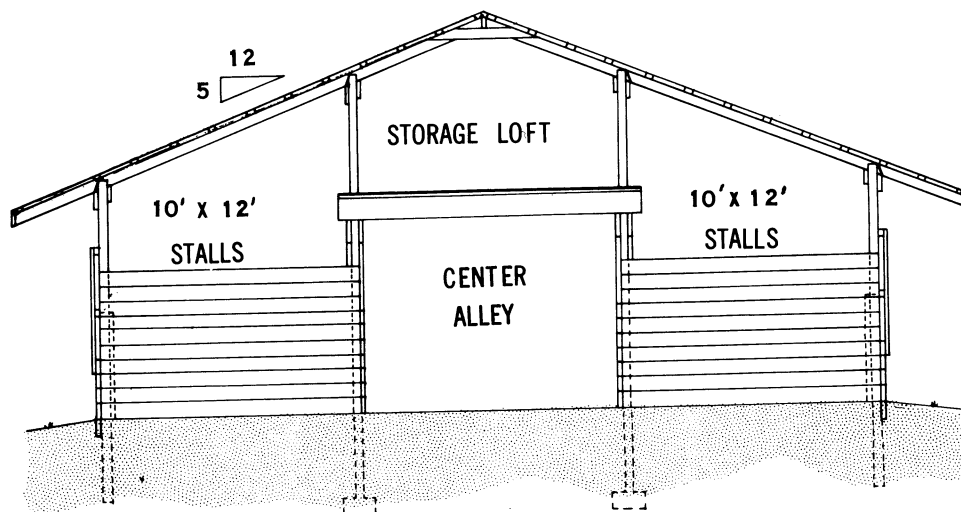 12
5
STORAGE LOFT
10' X 12'
STALLS
10' X 12'
STALLS
CENTER
ALLEY